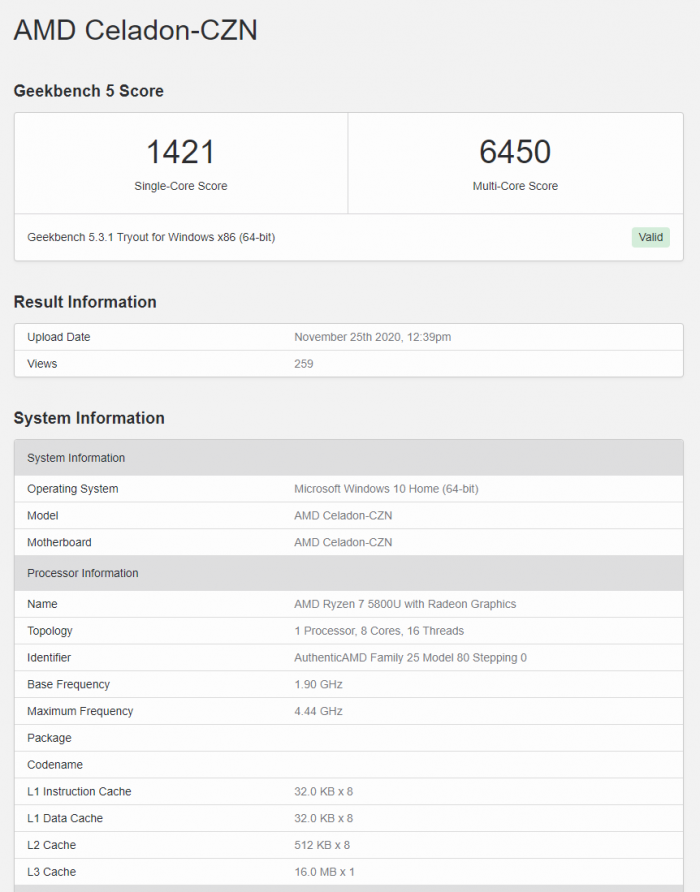 AMD Celadon-CZN
Geekbench 5 Score
1421 6450
Single-Core Score Multi-Core Score
Geekbench 5.3.1 Tryout for Windows x86 (64-bit) Valid
Result Information
Upload Date November 25th 2020, 12:39pm
Views 259
System Information
System Information
Operating System Microsoft Windows 10 Home (64-bit)
Model AMD Celadon-CZN
Motherboard AMD Celadon-CZN
Processor Information
Name AMD Ryzen 7 5800U with Radeon Graphics
Topology 1 Processor, 8 Cores, 16 Threads
Identifier AuthenticAMD Family 25 Model 80 Stepping 0
Base Frequency 1.90 GHz
Maximum Frequency 4.44 GHz
Package
Codename
L1 Instruction Cache 32.0 KB x 8
L1 Data Cache 32.0 KB x 8
L2 Cache 512 KB x 8
L3 Cache 16.0 MB x 1